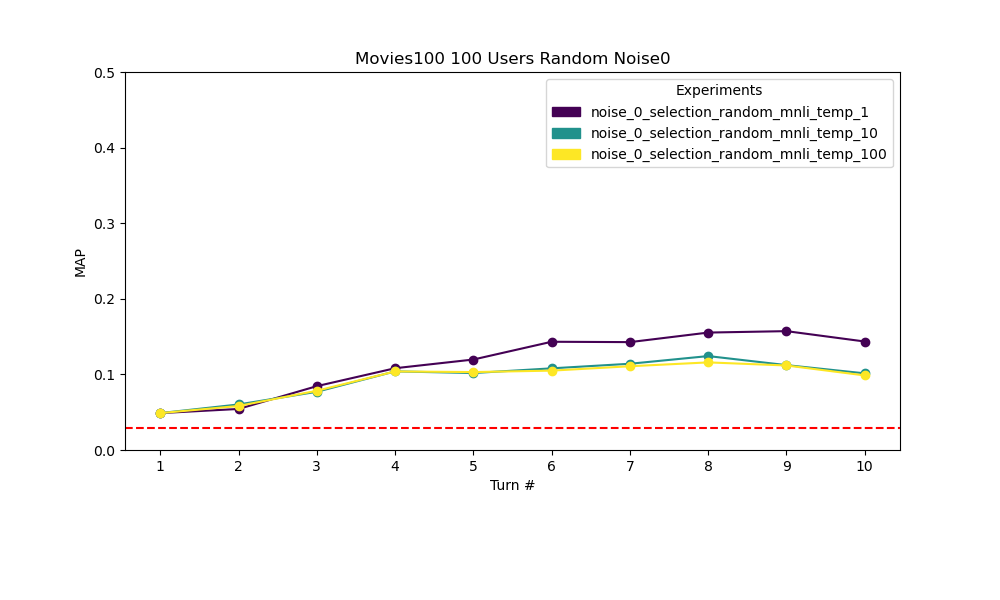 Movies100 100 Users Random Noise0
0.5
0.4
0.3
0.2
0.1
0.0
MAP
Experiments
noise_0_selection_random_mnli_temp_1
noise_0_selection_random_mnli_temp_10
noise_0_selection_random_mnli_temp_100
1 2 3 4 5 6 7 8 9 10
Turn #